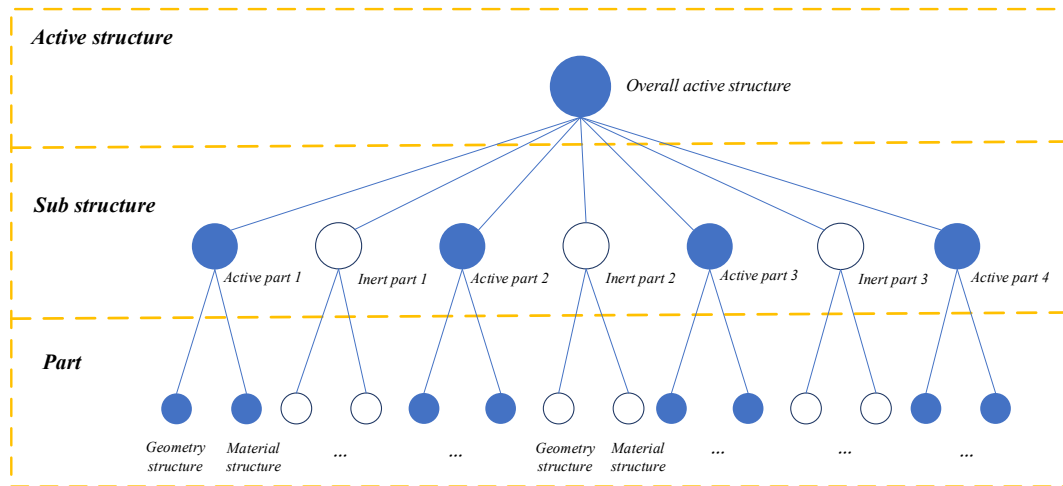 Active structure
Overall active structure
Sub structure
Active part 1
Inert part 1
Active part 2
Inert part 2
Active part 3
Inert part 3
Active part 4
Part
Geometry
structure
Material
structure
...
...
Geometry
structure
Material
structure
...
...
...